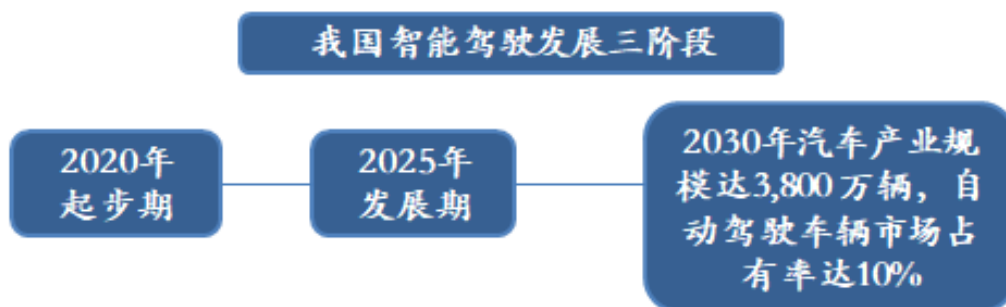 我国智能驾驶发展三阶段
2020年
起步期
2025年
发展期
2030年汽车产业规
模达3,800万辆，自
动驾驶车辆市场占
有率达10%